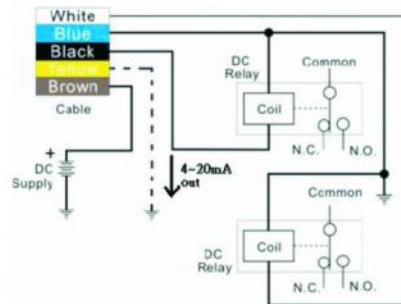 White
Blue
Black
Yellow
Brown
Cable
+
DC
Supply
4~20mA
out
DC
Relay
Coil
Common
N.C.
N.O.
DC
Relay
Coil
Common
N.C.
N.O.